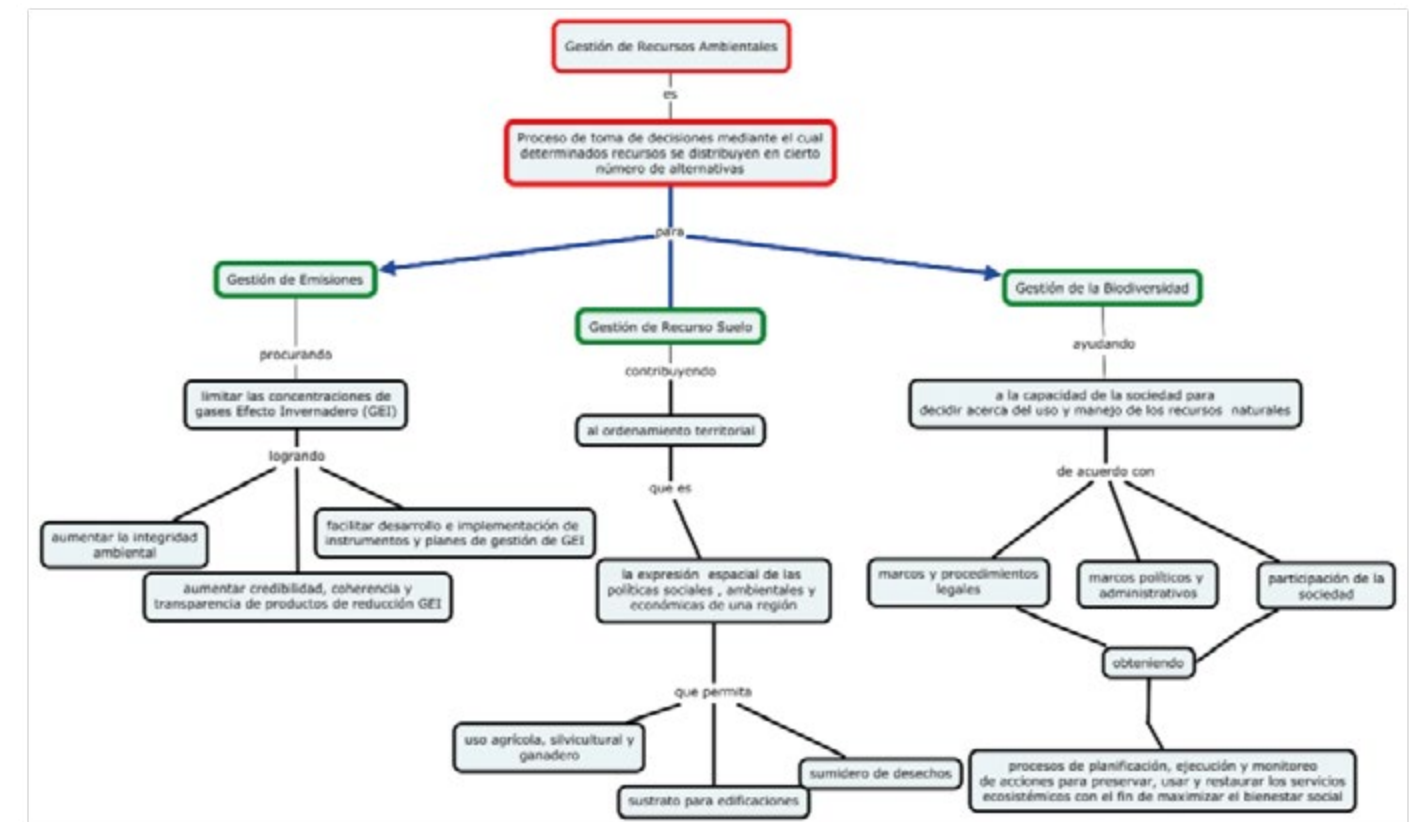 Gestión de Recursos Ambientales
es
Proceso de toma de decisiones mediante el cual
determinados recursos se distribuyen en cierto
número de alternativas
para
Gestión de Emisiones
procurando
limitar las concentraciones de
gases Efecto Invernadero (GEI)
logrando
aumentar la integridad
ambiental
aumentar credibilidad, coherencia y
transparencia de productos de reducción GEI
facilitar desarrollo e implementación de
instrumentos y planes de gestión de GEI
Gestión de Recurso Suelo
contribuyendo
al ordenamiento territorial
que es
la expresión espacial de las
políticas sociales , ambientales y
económicas de una región
que permita
uso agrícola, silvicultural y
ganadero
sustrato para edificaciones
sumidero de desechos
Gestión de la Biodiversidad
ayudando
a la capacidad de la sociedad para
decidir acerca del uso y manejo de los recursos naturales
de acuerdo con
marcos y procedimientos
legales
marcos políticos y
administrativos
participación de la
sociedad
obteniendo
procesos de planificación, ejecución y monitoreo
de acciones para preservar, usar y restaurar los servicios
ecosistémicos con el fin de maximizar el bienestar social